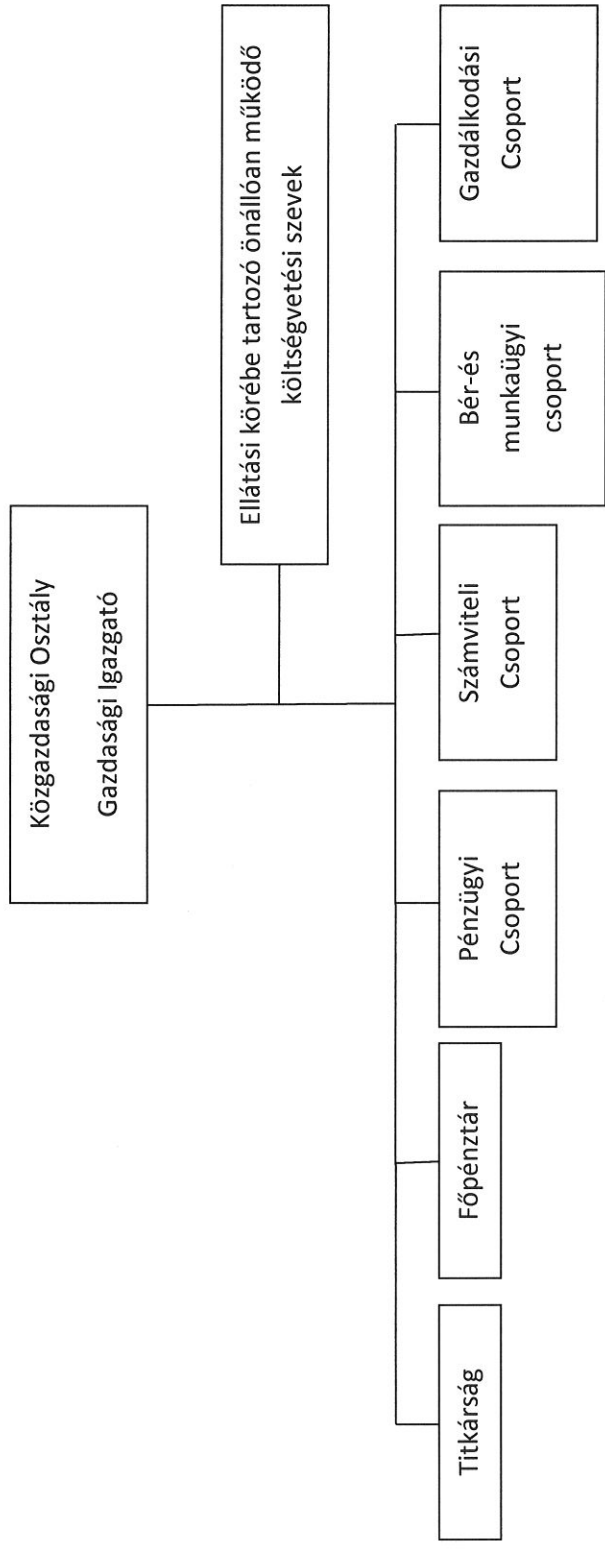 Közgazdasági Osztály
Gazdasági Igazgató
Ellátási körébe tartozó önállóan működő
költségvetési szevek
Titkárság
Főpénztár
Pénzügyi
Csoport
Számviteli
Csoport
Bér-és
munkaügyi
csoport
Gazdálkodási
Csoport